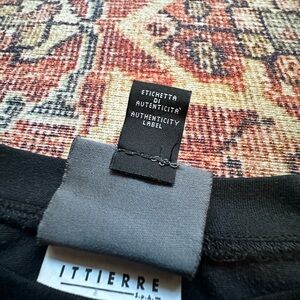 ETICHETTA
DI
AUTENTICITA'
AUTHENTICITY
LABEL
ITTIERRE
S.p.A.